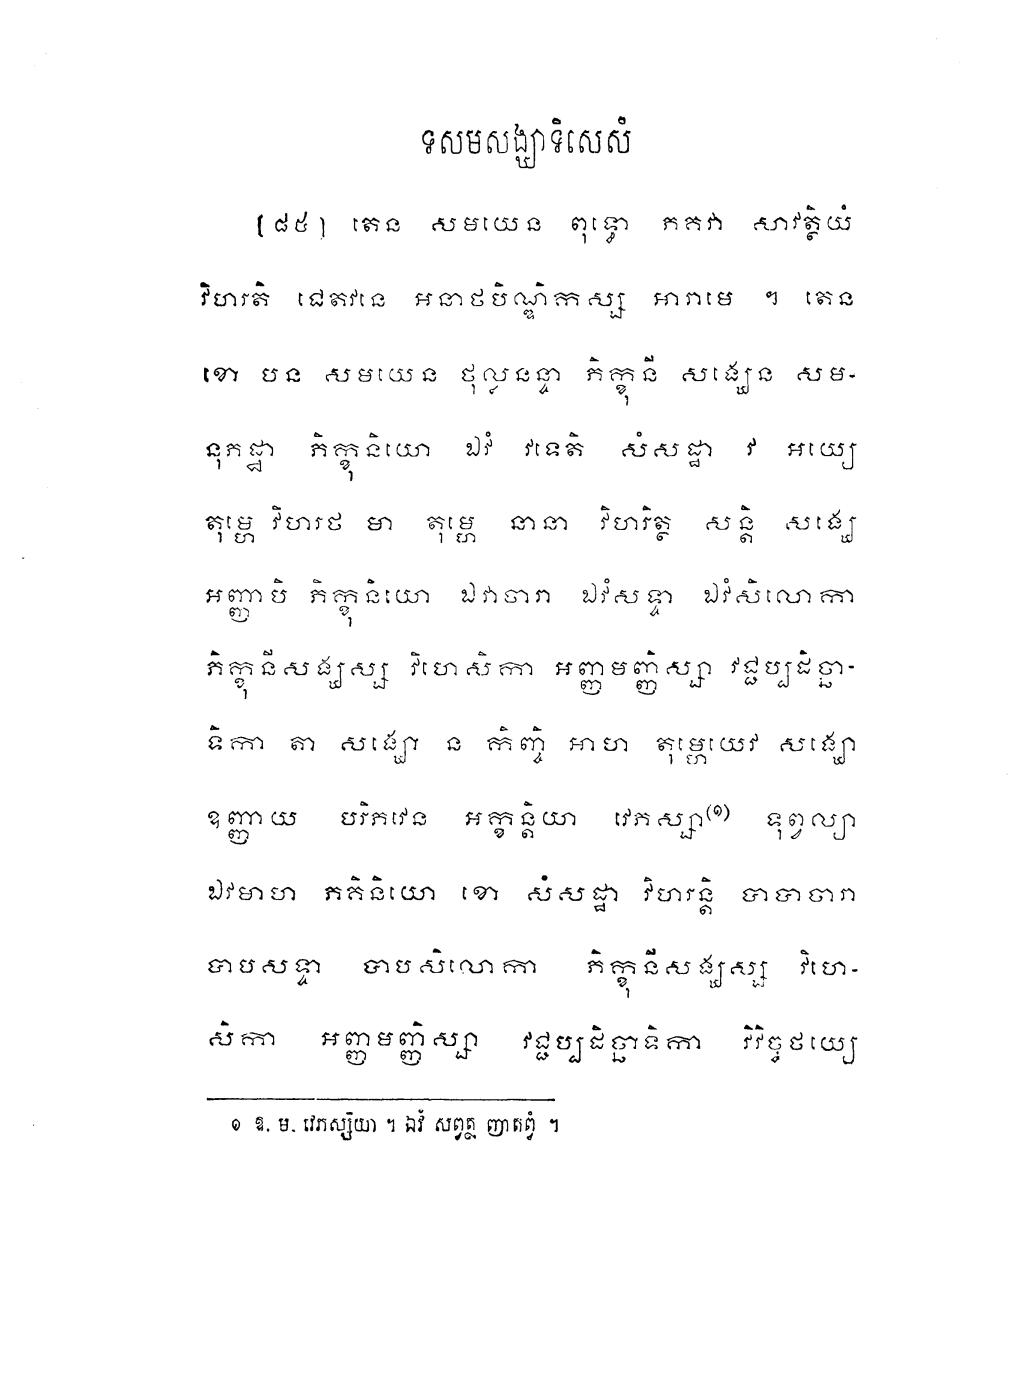 ទសមសង្ឃាទិសេសំ
[៨៥] តេន សមយេន ពុទ្ធោ ភគវា សាវត្ថិយំ
វិហរតិ ជេតវនេ អនាថបិណ្ឌិកស្ស អារាមេ ។ តេន
ខោ បន សមយេន ថុល្លនន្ទា ភិក្ខុនី សង្ឃេន សម-
នុភដ្ឋា ភិក្ខុនិយោ ឯវំ វទេតិ សំសដ្ឋា វ អយ្យេ
តុម្ហេ វិហរថ មា តុម្ហេ នានា វិហរិត្ថ សន្តិ សង្ឃេ
អញ្ញាបិ ភិក្ខុនិយោ ឯវាចារា ឯវំសទ្ទា ឯវំសិលោកា
ភិក្ខុនីសង្ឃស្ស វិហេសិកា អញ្ញមញ្ញិស្សា វជ្ជប្បដិច្ឆា-
ទិកា តា សង្ឃោ ន កិញ្ចិ អាហ តុម្ហេយេវ សង្ឃោ
ឧញ្ញាយ បរិភវេន អក្ខន្តិយា វេភស្សា(១) ទុព្វល្យា
ឯវមាហ ភគិនិយោ ខោ សំសដ្ឋា វិហរន្តិ បាបាចារា
បាបសទ្ទា បាបសិលោកា ភិក្ខុនីសង្ឃស្ស វិហេ-
សិកា អញ្ញមញ្ញិស្សា វជ្ជប្បដិច្ឆាទិកា វិវិច្ចថយ្យេ
១ ឱ. ម. វេភស្សិយា ។ ឯវំ សព្វត្ថ ញាតព្វំ ។